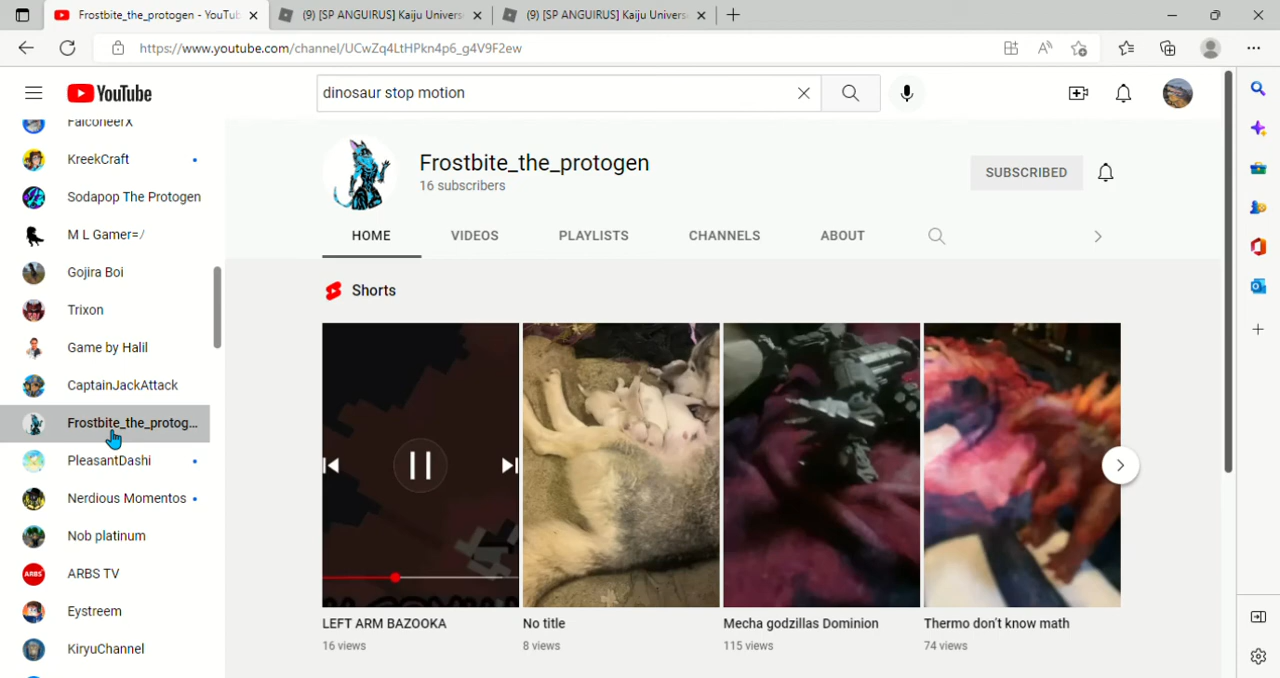 Frostbite_the_protogen - YouTub
(9) [SP ANGUIRUS] Kaiju Univers
(9) [SP ANGUIRUS] Kaiju Univers
https://www.youtube.com/channel/UCwZq4LtHPkn4p6_g4V9F2ew
YouTube
dinosaur stop motion
FalconeerX
KreekCraft
Sodapop The Protogen
M L Gamer=/
Gojira Boi
Trixon
Game by Halil
CaptainJackAttack
Frostbite_the_protog...
PleasantDashi
Nerdious Momentos
Nob platinum
ARBS
ARBS TV
Eystreem
KiryuChannel
Frostbite_the_protogen
16 subscribers
SUBSCRIBED
HOME
VIDEOS
PLAYLISTS
CHANNELS
ABOUT
Shorts
LEFT ARM BAZOOKA
16 views
No title
8 views
Mecha godzillas Dominion
115 views
Thermo don't know math
74 views